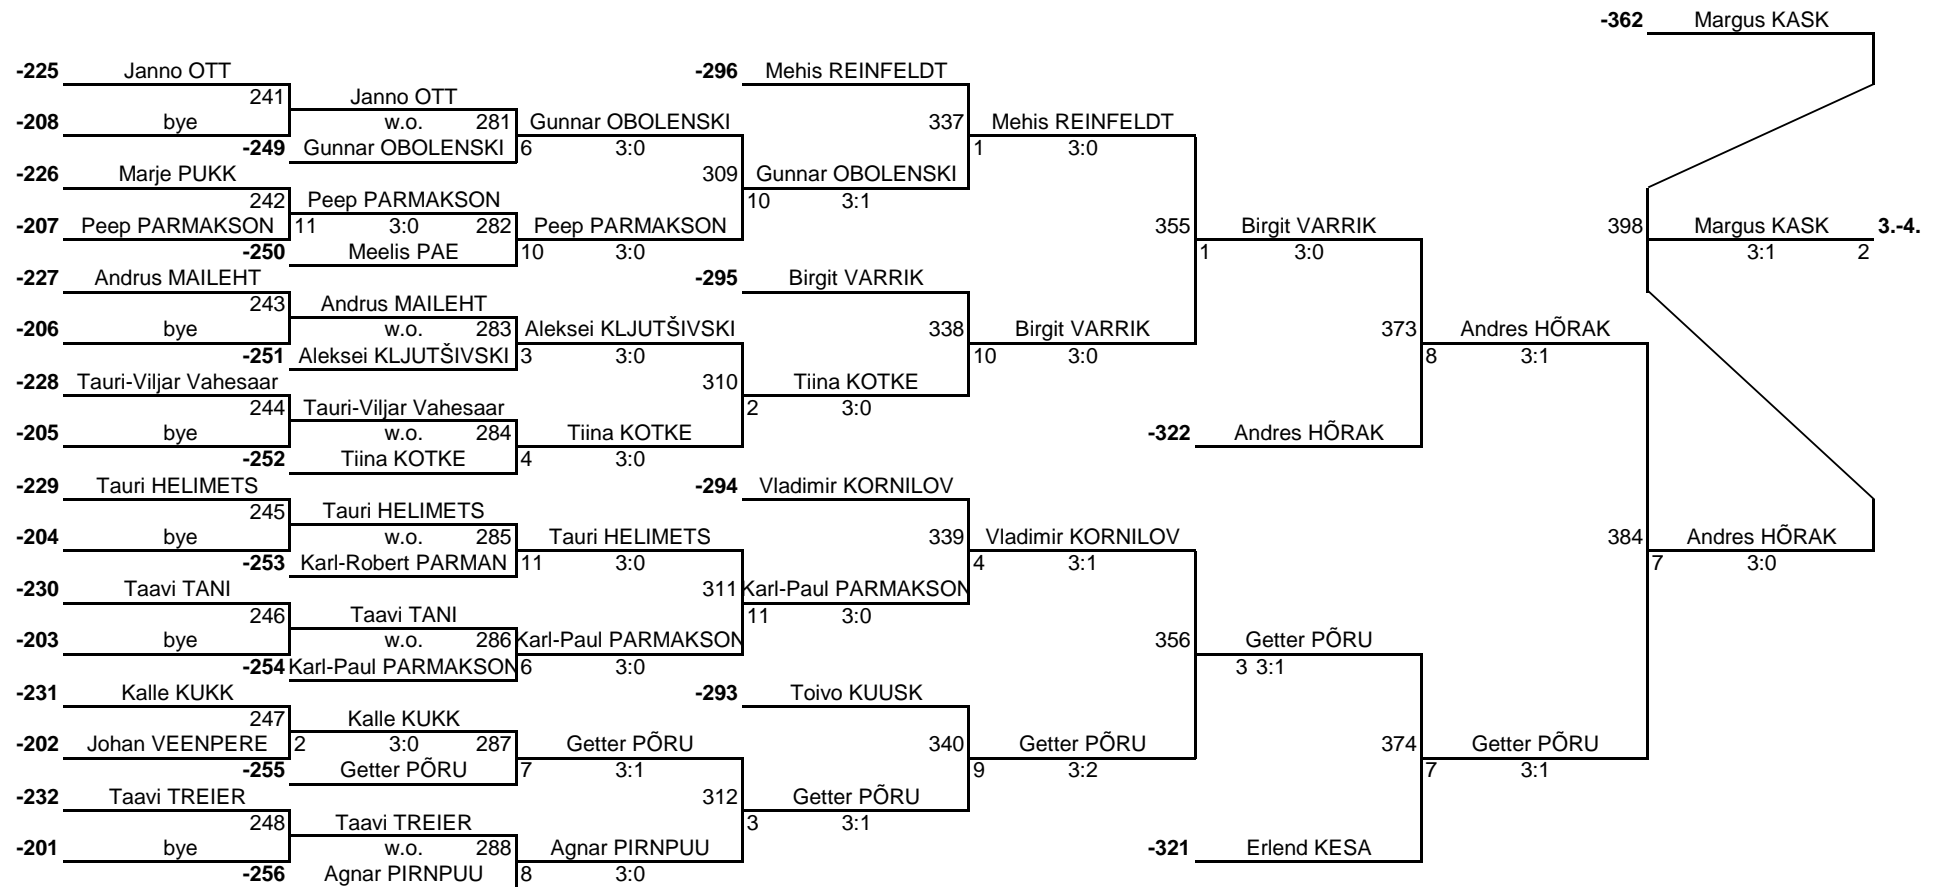 -362 Margus KASK
-225 Janno OTT -296 Mehis REINFELDT
241 Janno OTT
-208 bye w.o. 281 Gunnar OBOLENSKI 337 Mehis REINFELDT
-249 Gunnar OBOLENSKI 6 3:0 1 3:0
-226 Marje PUKK 309 Gunnar OBOLENSKI
242 Peep PARMAKSON 10 3:1
-207 Peep PARMAKSON 11 3:0 282 Peep PARMAKSON 355 Birgit VARRIK 398 Margus KASK 3.-4.
-250 Meelis PAE 10 3:0 1 3:0 3:1 2
-227 Andrus MAILEHT -295 Birgit VARRIK
243 Andrus MAILEHT
-206 bye w.o. 283 Aleksei KLJUTŠIVSKI 338 Birgit VARRIK 373 Andres HÕRAK
-251 Aleksei KLJUTŠIVSKI 3 3:0 10 3:0 8 3:1
-228 Tauri-Viljar Vahesaar 310 Tiina KOTKE
244 Tauri-Viljar Vahesaar 2 3:0
-205 bye w.o. 284 Tiina KOTKE -322 Andres HÕRAK
-252 Tiina KOTKE 4 3:0
-229 Tauri HELIMETS -294 Vladimir KORNILOV
245 Tauri HELIMETS
-204 bye w.o. 285 Tauri HELIMETS 339 Vladimir KORNILOV 384 Andres HÕRAK
-253 Karl-Robert PARMAN 11 3:0 4 3:1 7 3:0
-230 Taavi TANI 311 Karl-Paul PARMAKSON
246 Taavi TANI 11 3:0
-203 bye w.o. 286 Karl-Paul PARMAKSON 356 Getter PÕRU
-254 Karl-Paul PARMAKSON 6 3:0 3 3:1
-231 Kalle KUKK -293 Toivo KUUSK
247 Kalle KUKK
-202 Johan VEENPERE 2 3:0 287 Getter PÕRU 340 Getter PÕRU 374 Getter PÕRU
-255 Getter PÕRU 7 3:1 9 3:2 7 3:1
-232 Taavi TREIER 312 Getter PÕRU
248 Taavi TREIER 3 3:1
-201 bye w.o. 288 Agnar PIRNPUU -321 Erlend KESA
-256 Agnar PIRNPUU 8 3:0